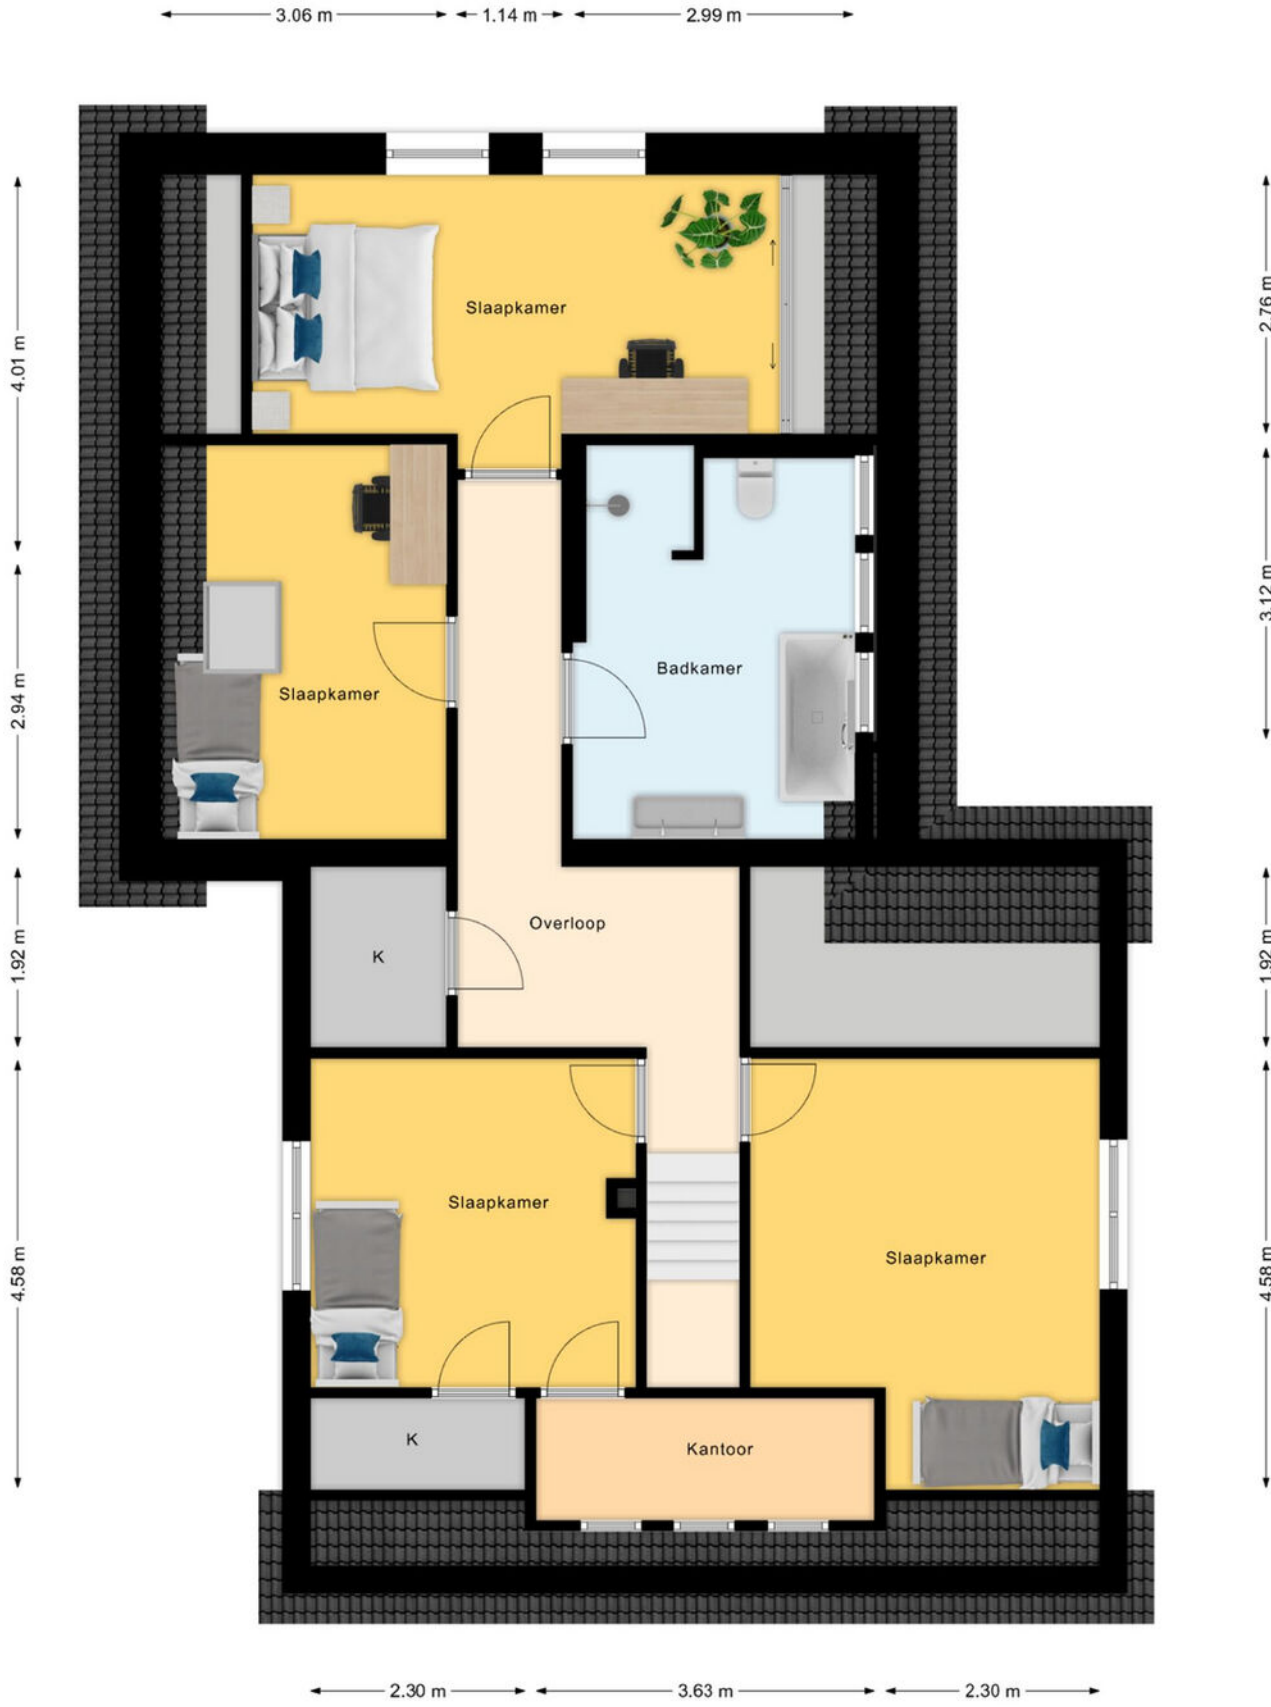 3.06 m
1.14 m
2.99 m
4.01 m
2.76 m
Slaapkamer
3.12 m
2.94 m
Slaapkamer
Badkamer
1.92 m
K
Overloop
1.92 m
4.58 m
Slaapkamer
Slaapkamer
4.58 m
K
Kantoor
2.30 m
3.63 m
2.30 m